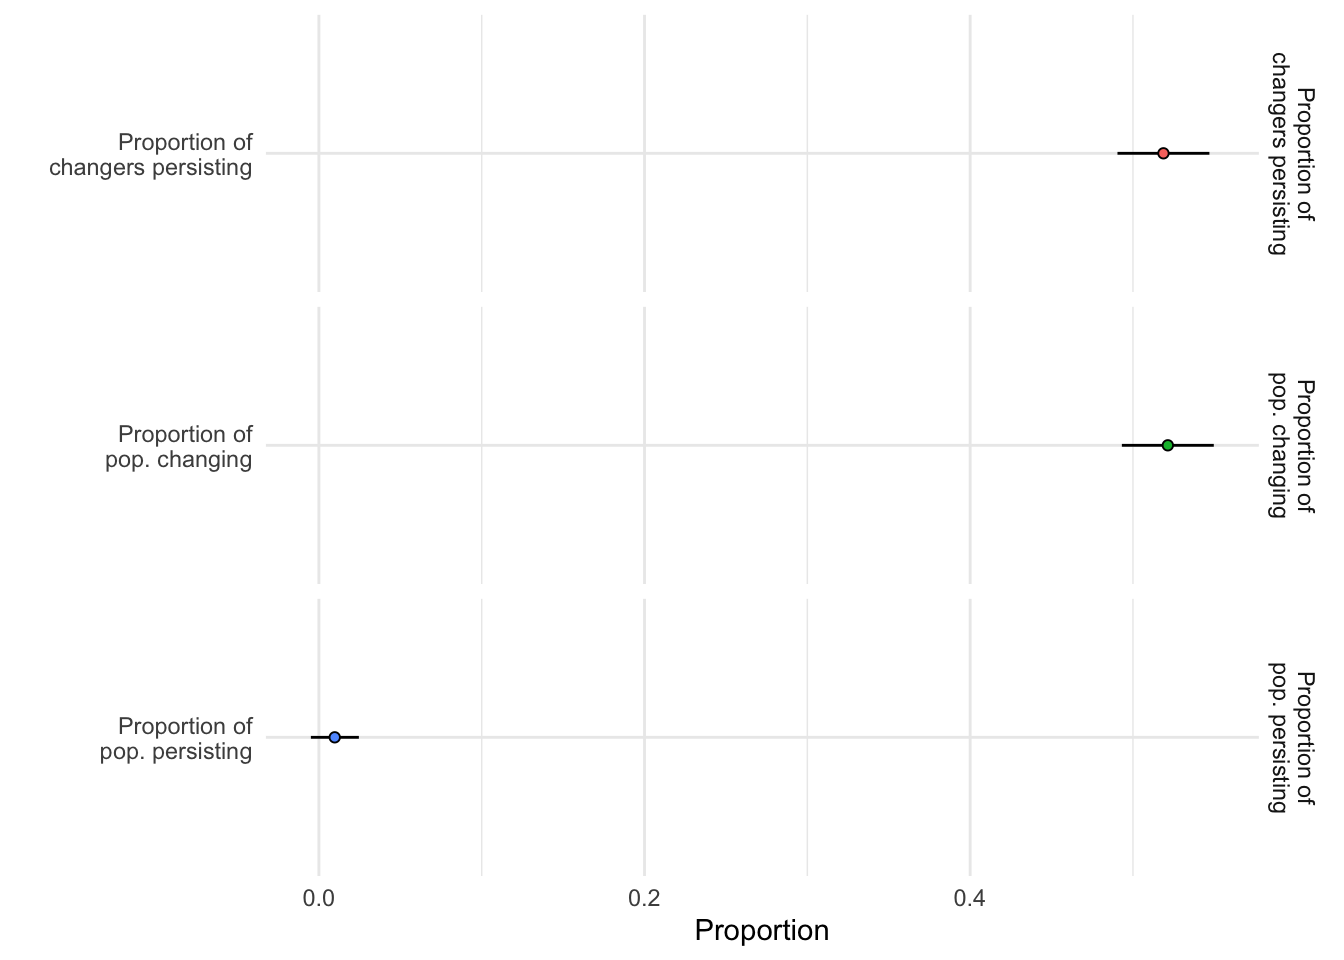 Proportion of
changers persisting
Proportion of
changers persisting
Proportion of
pop. changing
Proportion of
pop. changing
Proportion of
pop. persisting
Proportion of
pop. persisting
0.0
0.2
0.4
Proportion